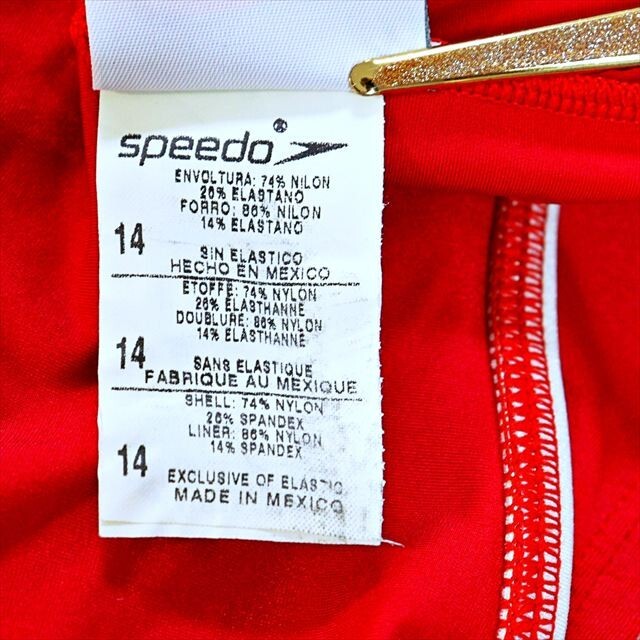 speedo®
ENVOLTURA: 74% NILON
26% ELASTANO
FORRO: 86% NILON
14% ELASTANO
14
SIN ELASTICO
HECHO EN MEXICO
ETOFFE: 74% NYLON
26% ELASTHANNE
DOUBLURE: 86% NYLON
14% ELASTHANNE
14
SANS ELASTIQUE
FABRIQUE AU MEXIQUE
SHELL: 74% NYLON
26% SPANDEX
LINER: 86% NYLON
14% SPANDEX
14
EXCLUSIVE OF ELASTIC
MADE IN MEXICO